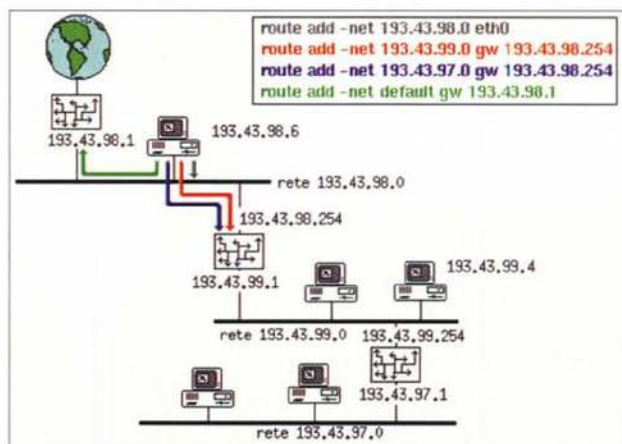 route add -net 193.43.98.0 eth0
route add -net 193.43.99.0 gw 193.43.98.254
route add -net 193.43.97.0 gw 193.43.98.254
route add -net default gw 193.43.98.1
193.43.98.6
193.43.98.1
rete 193.43.98.0
193.43.98.254
193.43.99.4
193.43.99.1
rete 193.43.99.0
193.43.99.254
193.43.97.1
rete 193.43.97.0